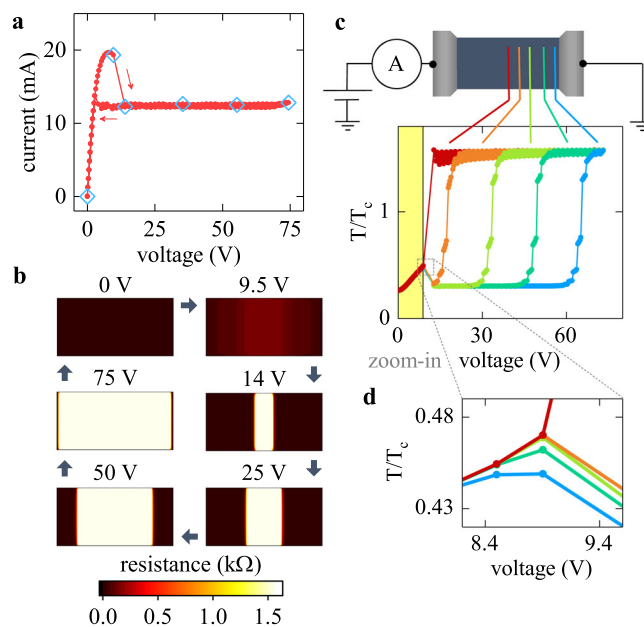 a
current (mA)
20
10
0
0 25 50 75
voltage (V)
b
0 V 9.5 V
75 V 14 V
50 V 25 V
resistance (kΩ)
0.0 0.5 1.0 1.5
c
A
T/Tc
1
0
0 30 60
zoom-in voltage (V)
d
T/Tc
0.48
0.43
8.4 9.4
voltage (V)